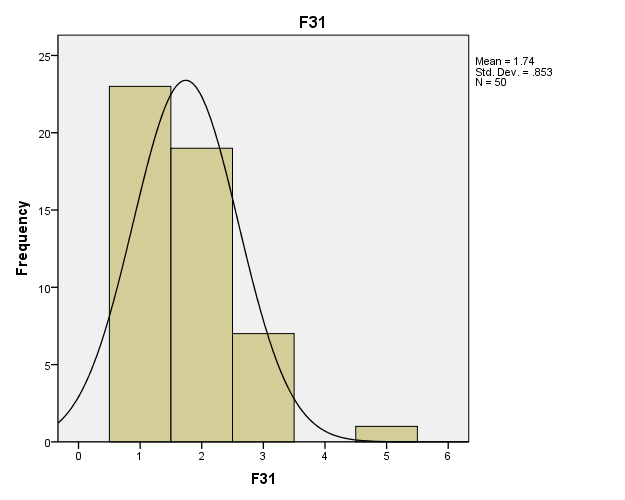 F31
25
20
15
10
5
0
Frequency
0 1 2 3 4 5 6
F31
Mean = 1.74
Std. Dev. = .853
N = 50